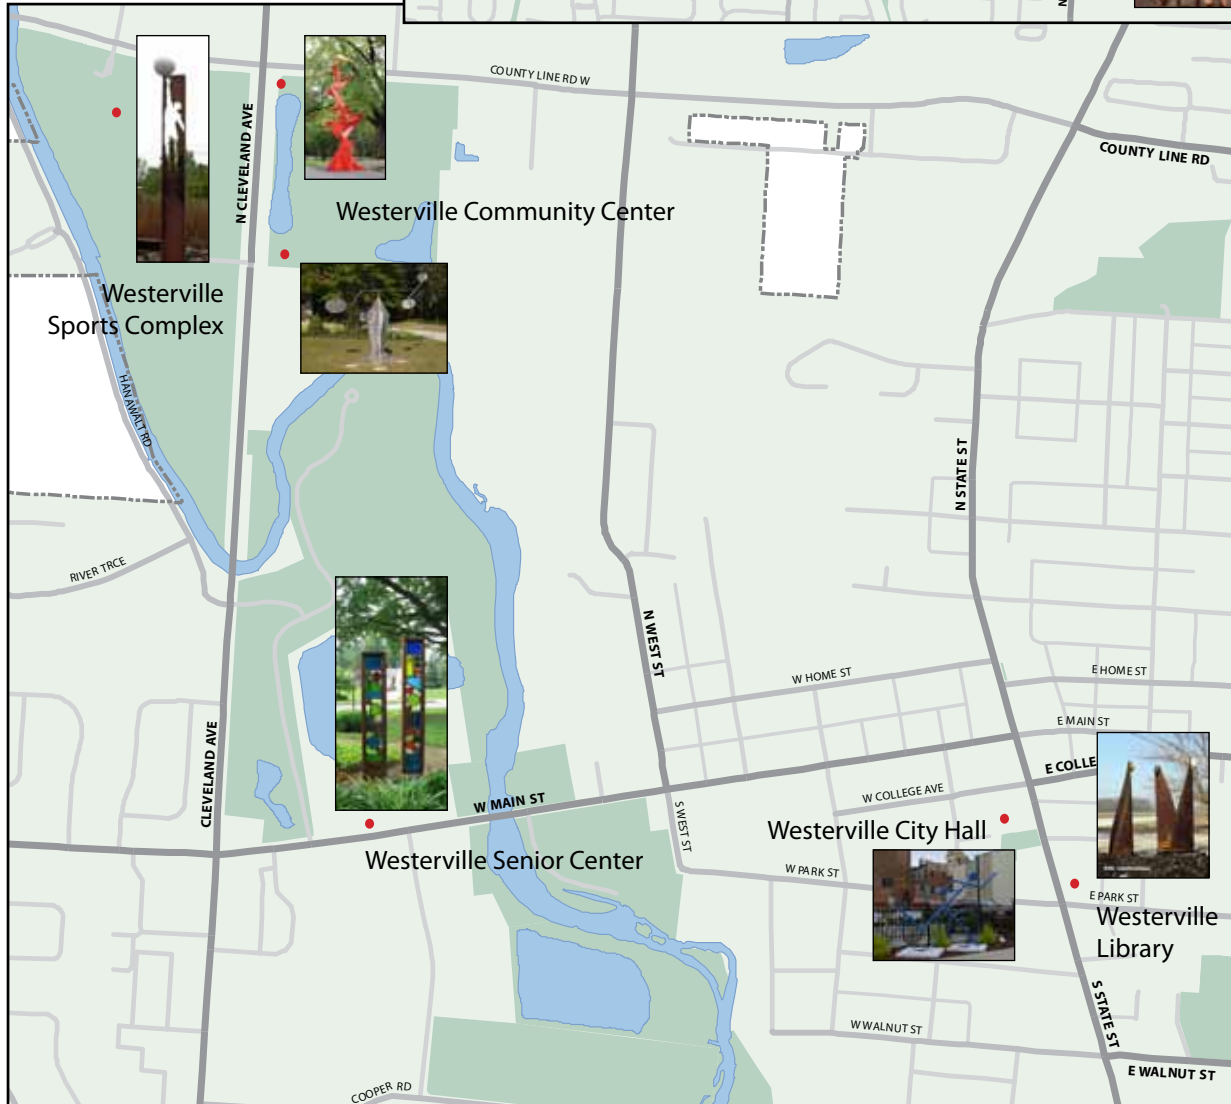 N
COUNTY LINE RD W
COUNTY LINE RD
N CLEVELAND AVE
Westerville Community Center
Westerville
Sports Complex
HANAWALT RD
N STATE ST
RIVER TRCE
N WEST ST
W HOME ST
E HOME ST
E MAIN ST
CLEVELAND AVE
E COLLE
W COLLEGE AVE
W MAIN ST
S WEST ST
Westerville City Hall
Westerville Senior Center
W PARK ST
E PARK ST
Westerville
Library
S STATE ST
W WALNUT ST
E WALNUT ST
COOPER RD